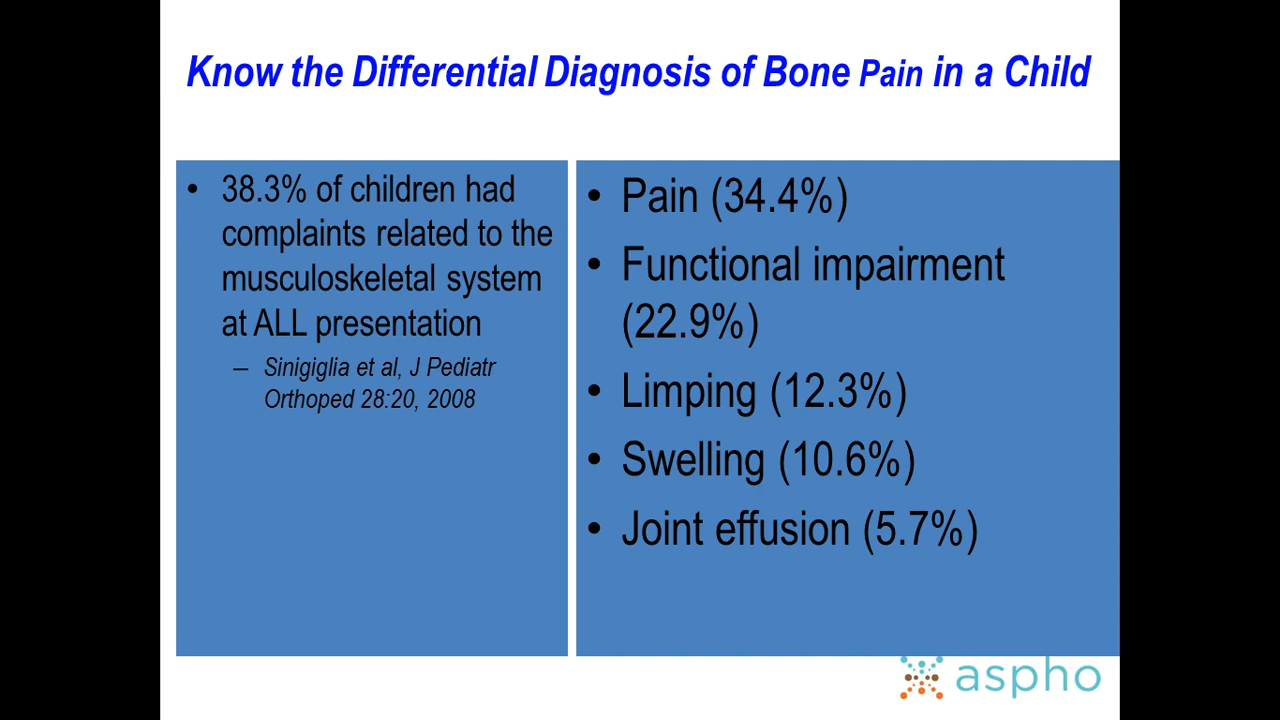 Know the Differential Diagnosis of Bone Pain in a Child
• 38.3% of children had
complaints related to the
musculoskeletal system
at ALL presentation
– Sinigiglia et al, J Pediatr
Orthoped 28:20, 2008
• Pain (34.4%)
• Functional impairment
(22.9%)
• Limping (12.3%)
• Swelling (10.6%)
• Joint effusion (5.7%)
aspho